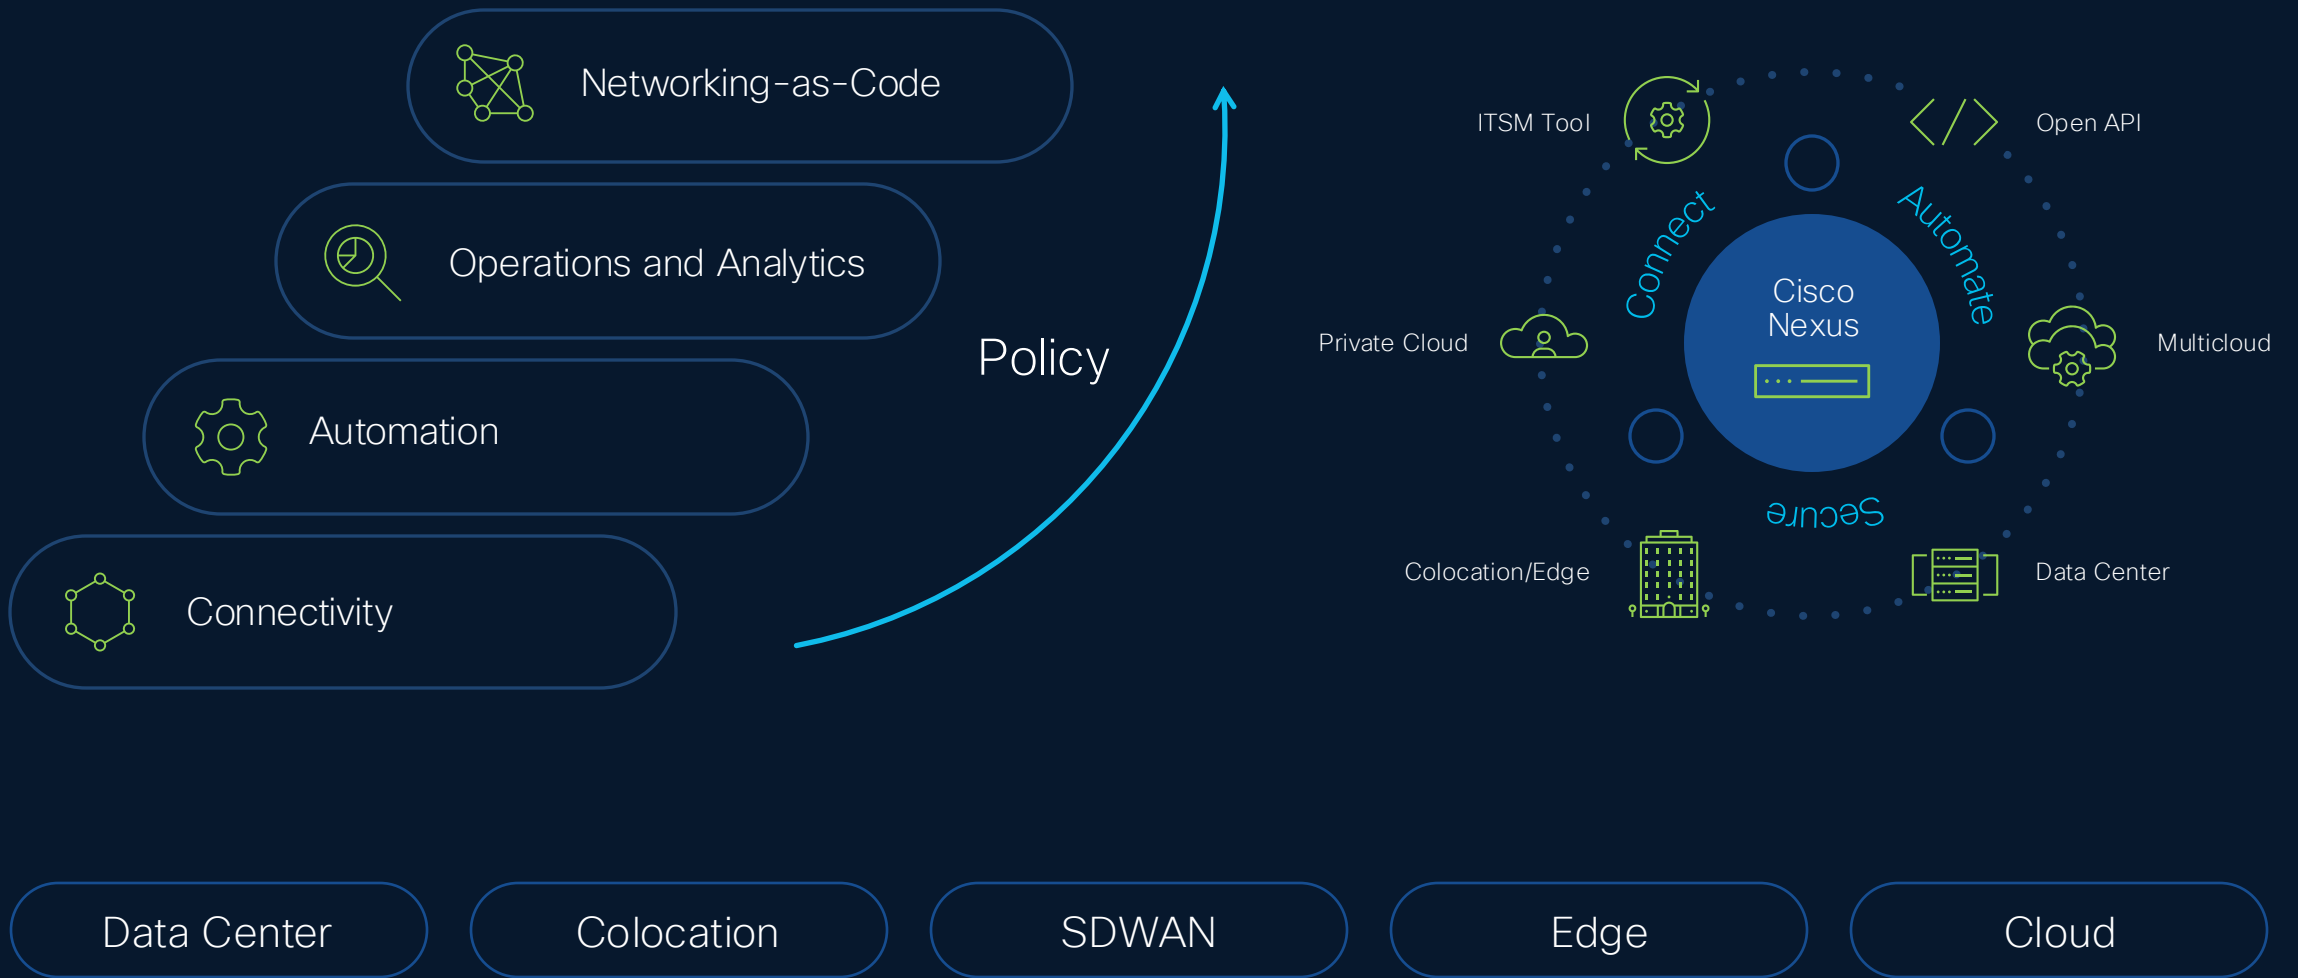 Networking-as-Code
Operations and Analytics
Automation
Connectivity
Policy
ITSM Tool
Open API
Connect
Automate
Cisco
Nexus
Private Cloud
Multicloud
Secure
Colocation/Edge
Data Center
Data Center
Colocation
SDWAN
Edge
Cloud